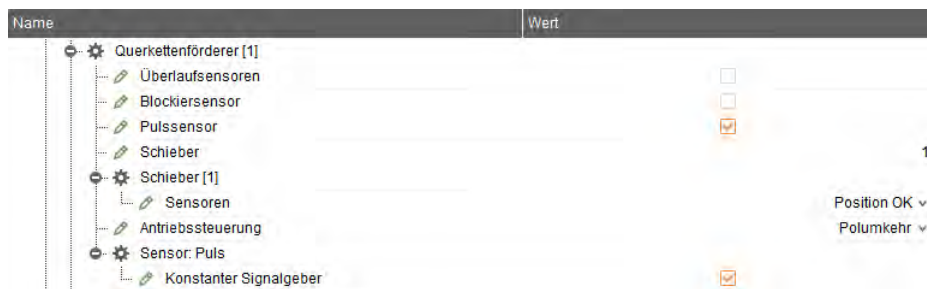 Name Wert
Querkettenförderer [1]
Überlaufsensoren
Blockiersensor
Pulssensor
Schieber 1
Schieber [1]
Sensoren Position OK
Antriebssteuerung Polumkehr
Sensor: Puls
Konstanter Signalgeber